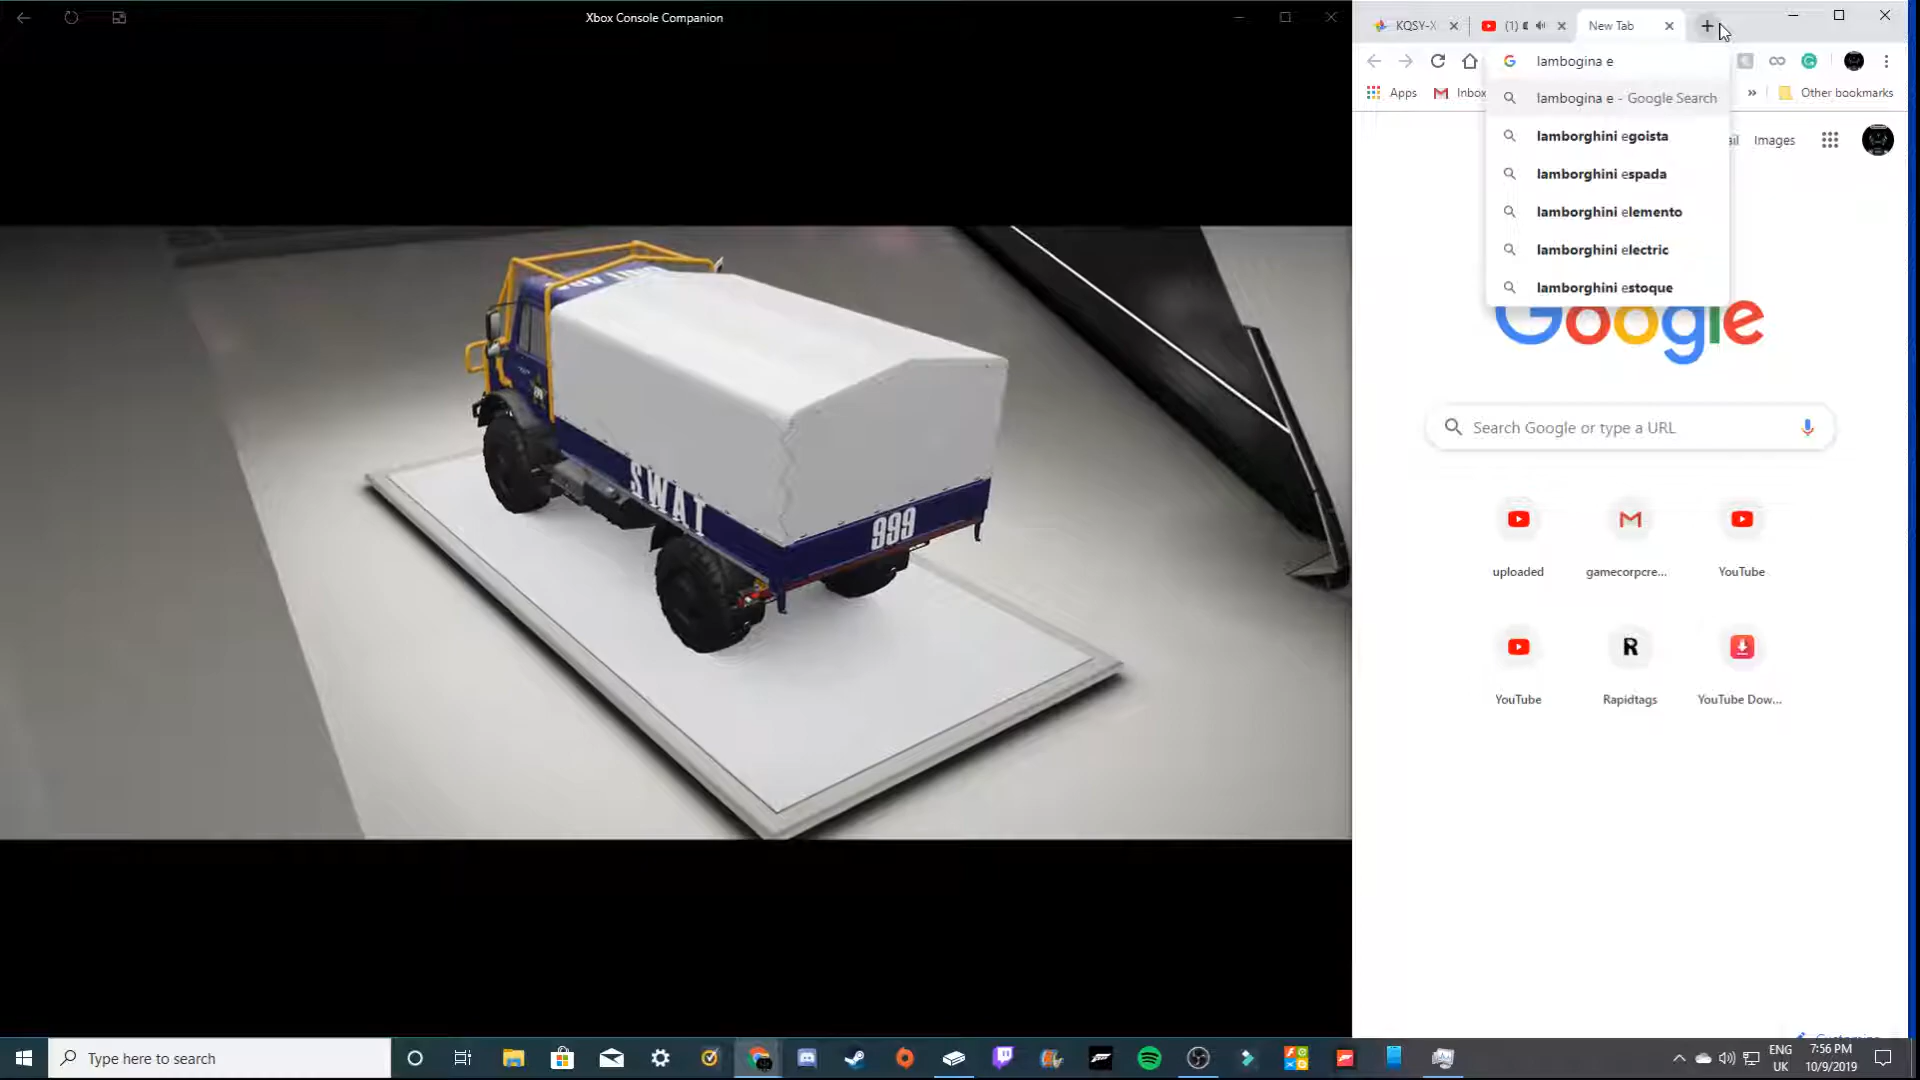 Xbox Console Companion
KQSY-X
(1)
New Tab
lambogina e
Apps
Inbox
»
Other bookmarks
lambogina e - Google Search
lamborghini egoista
lamborghini espada
lamborghini elemento
lamborghini electric
lamborghini estoque
ail
Images
Google
Search Google or type a URL
uploaded
gamecorpcre...
YouTube
YouTube
R
Rapidtags
YouTube Dow...
SWAT
999
Type here to search
ENG
UK
7:56 PM
10/9/2019